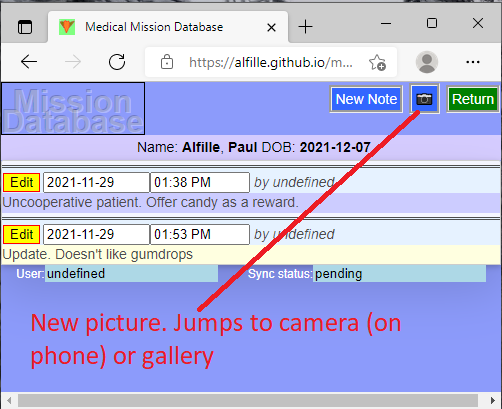 Medical Mission Database
https://alfille.github.io/m...
Mission
Database
New Note
Return
Name: Alfille, Paul DOB: 2021-12-07
Edit 2021-11-29 01:38 PM by undefined
Uncooperative patient. Offer candy as a reward.
Edit 2021-11-29 01:53 PM by undefined
Update. Doesn't like gumdrops
User: undefined Sync status: pending
New picture. Jumps to camera (on
phone) or gallery